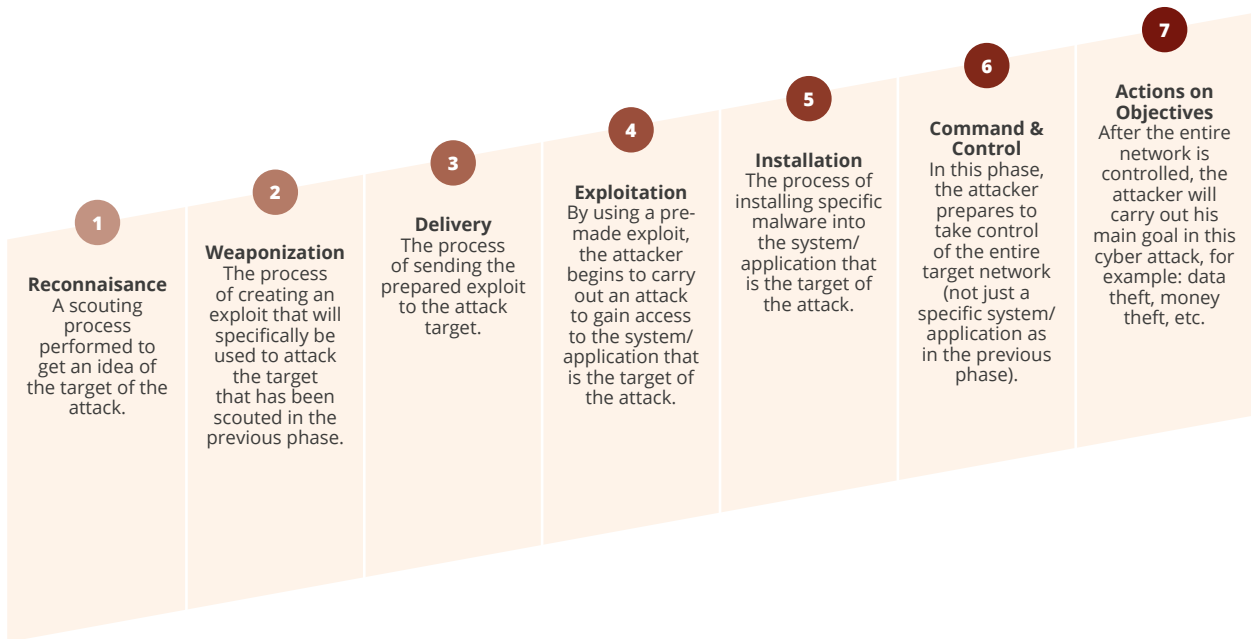 1
Reconnaisance
A scouting
process
performed to
get an idea of
the target of the
attack.
2
Weaponization
The process
of creating an
exploit that will
specifically be
used to attack
the target
that has been
scouted in the
previous phase.
3
Delivery
The process
of sending the
prepared exploit
to the attack
target.
4
Exploitation
By using a pre-
made exploit,
the attacker
begins to carry
out an attack
to gain access
to the system/
application that
is the target of
the attack.
5
Installation
The process of
installing specific
malware into
the system/
application that
is the target of
the attack.
6
Command &
Control
In this phase,
the attacker
prepares to
take control
of the entire
target network
(not just a
specific system/
application as
in the previous
phase).
7
Actions on
Objectives
After the entire
network is
controlled, the
attacker will
carry out his
main goal in this
cyber attack, for
example: data
theft, money
theft, etc.